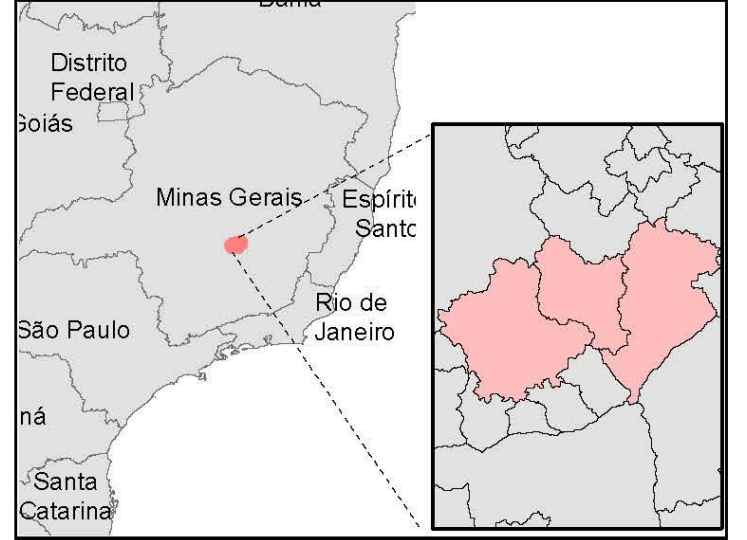 Distrito
Federal
Goiás
Minas Gerais
Espírito
Santo
Rio de
Janeiro
São Paulo
ná
Santa
Catarina